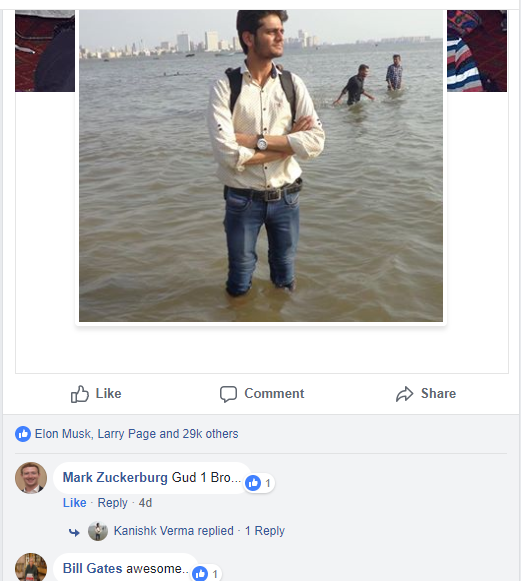 Like Comment Share
Elon Musk, Larry Page and 29k others
Mark Zuckerburg Gud 1 Bro... 1
Like · Reply · 4d
Kanishk Verma replied · 1 Reply
Bill Gates awesome.. 1